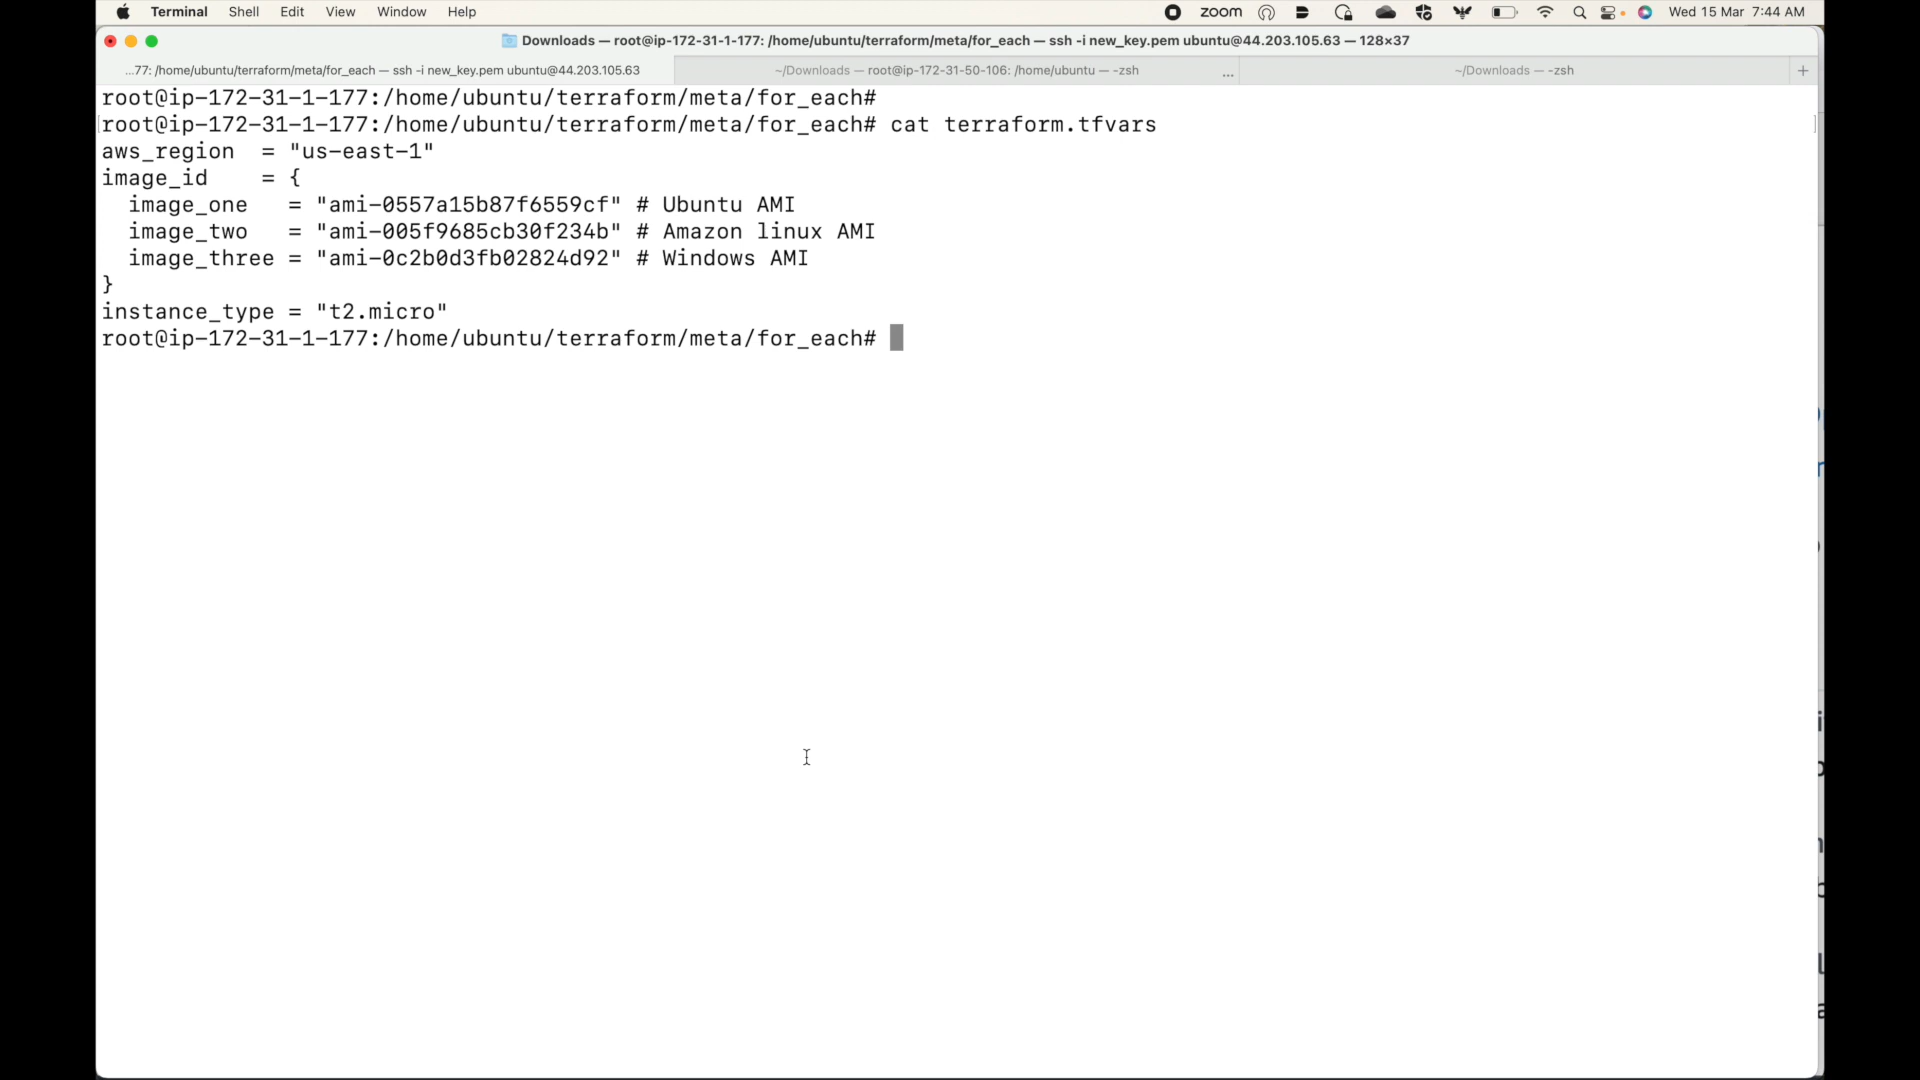 Terminal Shell Edit View Window Help zoom Wed 15 Mar 7:44 AM
Downloads — root@ip-172-31-1-177: /home/ubuntu/terraform/meta/for_each — ssh -i new_key.pem ubuntu@44.203.105.63 — 128×37
...77: /home/ubuntu/terraform/meta/for_each — ssh -i new_key.pem ubuntu@44.203.105.63 ~/Downloads — root@ip-172-31-50-106: /home/ubuntu — -zsh ... ~/Downloads — -zsh +
root@ip-172-31-1-177:/home/ubuntu/terraform/meta/for_each#
root@ip-172-31-1-177:/home/ubuntu/terraform/meta/for_each# cat terraform.tfvars
aws_region  = "us-east-1"
image_id    = {
  image_one   = "ami-0557a15b87f6559cf" # Ubuntu AMI
  image_two   = "ami-005f9685cb30f234b" # Amazon linux AMI
  image_three = "ami-0c2b0d3fb02824d92" # Windows AMI
}
instance_type = "t2.micro"
root@ip-172-31-1-177:/home/ubuntu/terraform/meta/for_each#